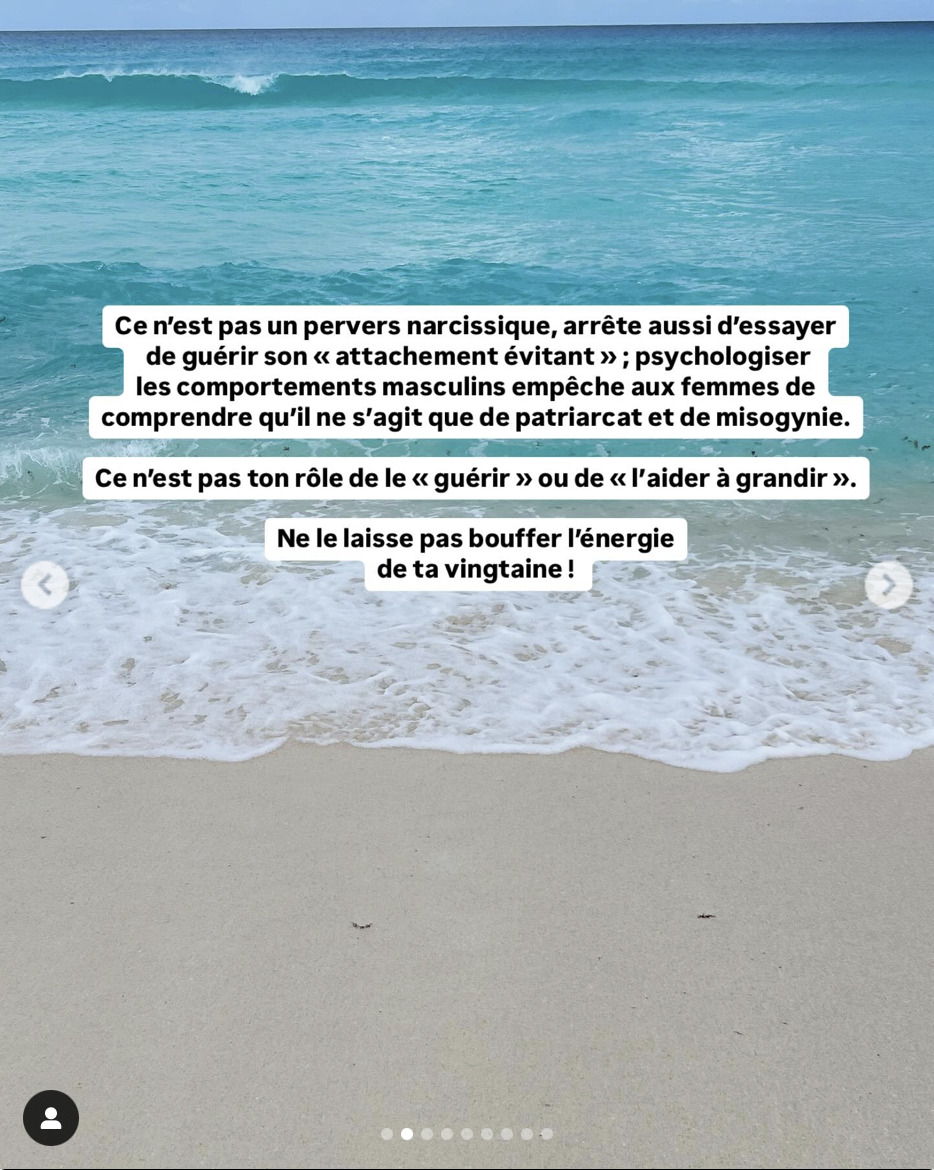 Ce n’est pas un pervers narcissique, arrête aussi d’essayer
de guérir son « attachement évitant » ; psychologiser
les comportements masculins empêche aux femmes de
comprendre qu’il ne s’agit que de patriarcat et de misogynie.
Ce n’est pas ton rôle de le « guérir » ou de « l’aider à grandir ».
Ne le laisse pas bouffer l’énergie
de ta vingtaine !